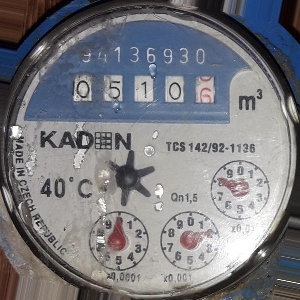 94136930
05106 m³
KADEN
TCS 142/92-1136
40°C
Qn1,5
MADE IN CZECH REPUBLIC
x0,0001
x0,001
x0,01